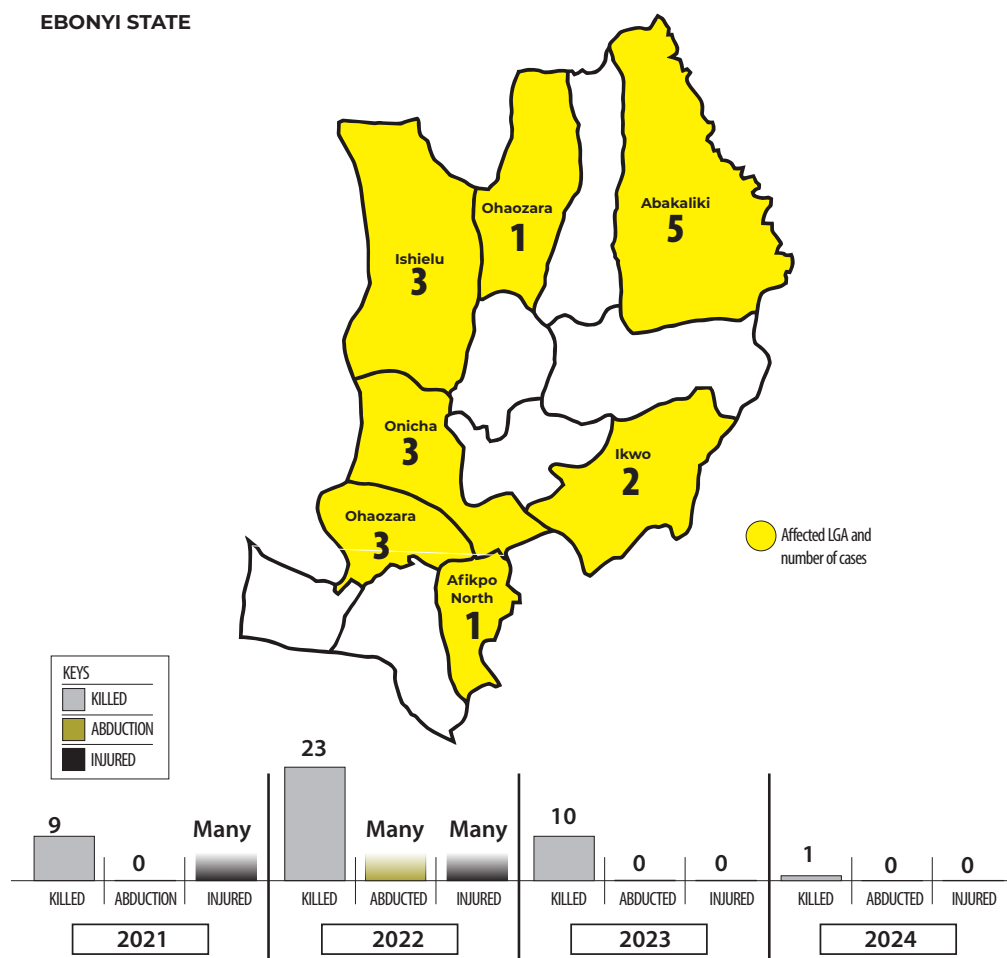 EBONYI STATE
Ohaozara
1
Abakaliki
5
Ishielu
3
Onicha
3
Ikwo
2
Ohaozara
3
Afikpo
North
1
Affected LGA and
number of cases
KEYS
KILLED
ABDUCTION
INJURED
9
0
Many
23
Many
Many
10
0
0
1
0
0
KILLED
ABDUCTION
INJURED
KILLED
ABDUCTED
INJURED
KILLED
ABDUCTED
INJURED
KILLED
ABDUCTED
INJURED
2021
2022
2023
2024